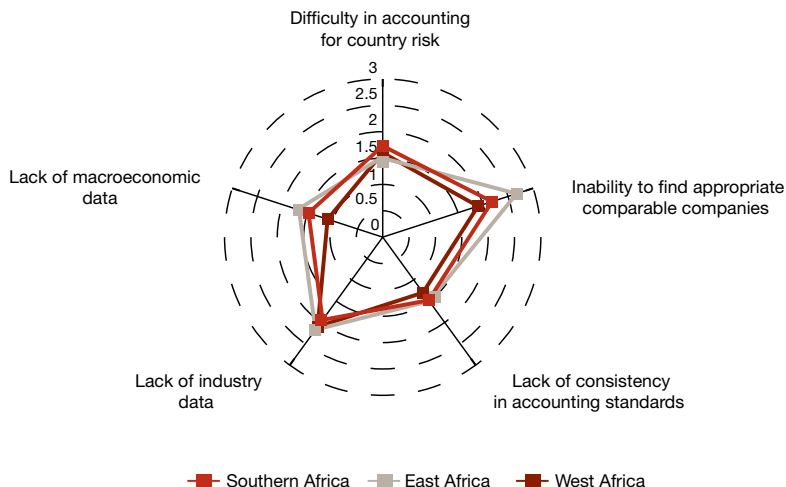 Difficulty in accounting
for country risk
3
2.5
2
1.5
1
0.5
0
Lack of macroeconomic
data
Inability to find appropriate
comparable companies
Lack of industry
data
Lack of consistency
in accounting standards
Southern Africa East Africa West Africa